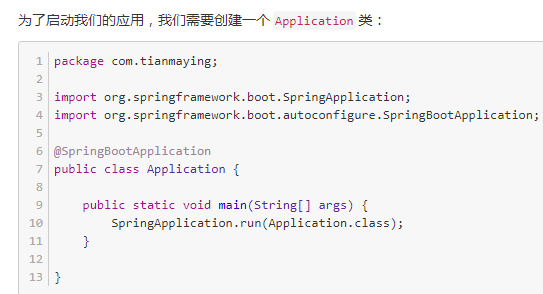 为了启动我们的应用，我们需要创建一个 Application 类：
1 package com.tianmaying;
2
3 import org.springframework.boot.SpringApplication;
4 import org.springframework.boot.autoconfigure.SpringBootApplication;
5
6 @SpringBootApplication
7 public class Application {
8
9     public static void main(String[] args) {
10         SpringApplication.run(Application.class);
11     }
12
13 }